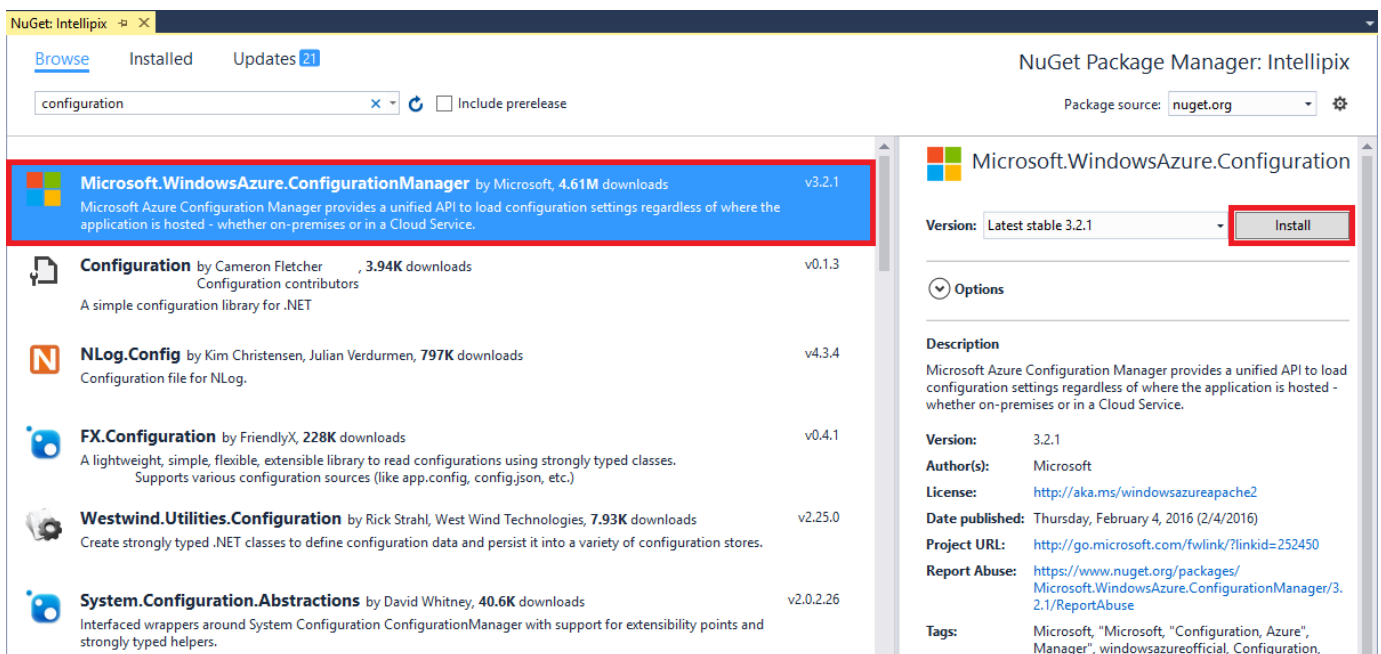 NuGet: Intellipix
Browse Installed Updates 21
NuGet Package Manager: Intellipix
configuration
Include prerelease
Package source: nuget.org
Microsoft.WindowsAzure.ConfigurationManager by Microsoft, 4.61M downloads v3.2.1
Microsoft Azure Configuration Manager provides a unified API to load configuration settings regardless of where the
application is hosted - whether on-premises or in a Cloud Service.
Configuration by Cameron Fletcher , 3.94K downloads v0.1.3
Configuration contributors
A simple configuration library for .NET
NLog.Config by Kim Christensen, Julian Verdurmen, 797K downloads v4.3.4
Configuration file for NLog.
FX.Configuration by FriendlyX, 228K downloads v0.4.1
A lightweight, simple, flexible, extensible library to read configurations using strongly typed classes.
Supports various configuration sources (like app.config, config.json, etc.)
Westwind.Utilities.Configuration by Rick Strahl, West Wind Technologies, 7.93K downloads v2.25.0
Create strongly typed .NET classes to define configuration data and persist it into a variety of configuration stores.
System.Configuration.Abstractions by David Whitney, 40.6K downloads v2.0.2.26
Interfaced wrappers around System Configuration ConfigurationManager with support for extensibility points and
strongly typed helpers.
Microsoft.WindowsAzure.Configuration
Version: Latest stable 3.2.1 Install
Options
Description
Microsoft Azure Configuration Manager provides a unified API to load
configuration settings regardless of where the application is hosted -
whether on-premises or in a Cloud Service.
Version: 3.2.1
Author(s): Microsoft
License: http://aka.ms/windowsazureapache2
Date published: Thursday, February 4, 2016 (2/4/2016)
Project URL: http://go.microsoft.com/fwlink/?linkid=252450
Report Abuse: https://www.nuget.org/packages/
Microsoft.WindowsAzure.ConfigurationManager/3.
2.1/ReportAbuse
Tags: Microsoft, "Microsoft, "Configuration, Azure",
Manager", windowsazureofficial, Configuration,